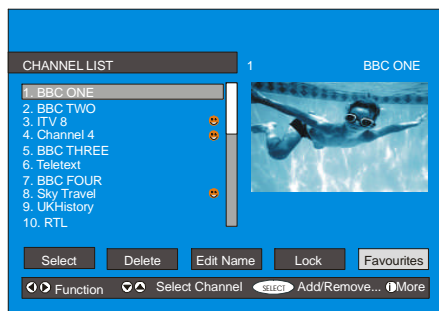 CHANNEL LIST
1 BBC ONE
1. BBC ONE
2. BBC TWO
3. ITV 8
4. Channel 4
5. BBC THREE
6. Teletext
7. BBC FOUR
8. Sky Travel
9. UKHistory
10. RTL
Select Delete Edit Name Lock Favourites
Function Select Channel SELECT Add/Remove... i More